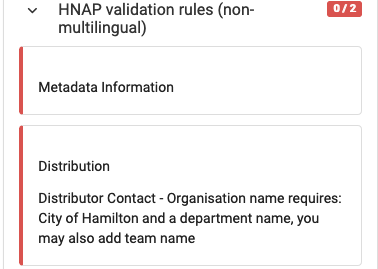 HNAP validation rules (non-
multilingual)
0 / 2
Metadata Information
Distribution
Distributor Contact - Organisation name requires:
City of Hamilton and a department name, you
may also add team name